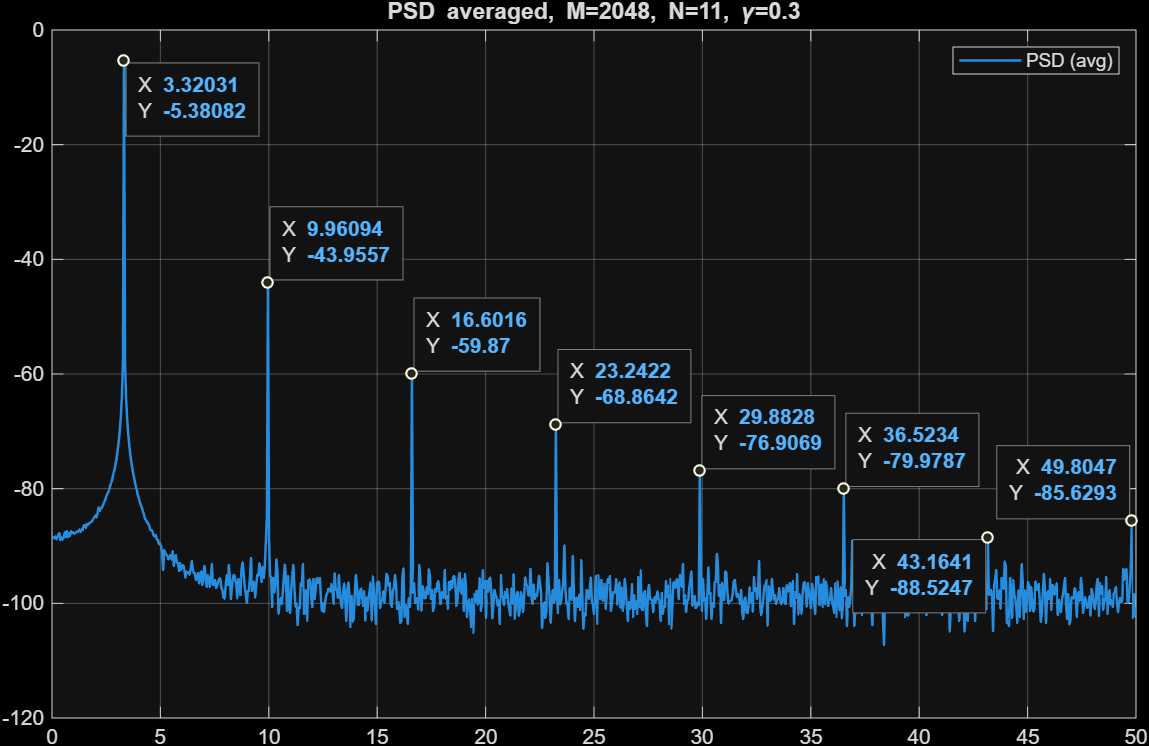 PSD averaged, M=2048, N=11, γ=0.3
PSD (avg)
X 3.32031
Y -5.38082
X 9.96094
Y -43.9557
X 16.6016
Y -59.87
X 23.2422
Y -68.8642
X 29.8828
Y -76.9069
X 36.5234
Y -79.9787
X 49.8047
Y -85.6293
X 43.1641
Y -88.5247
0
-20
-40
-60
-80
-100
-120
0 5 10 15 20 25 30 35 40 45 50